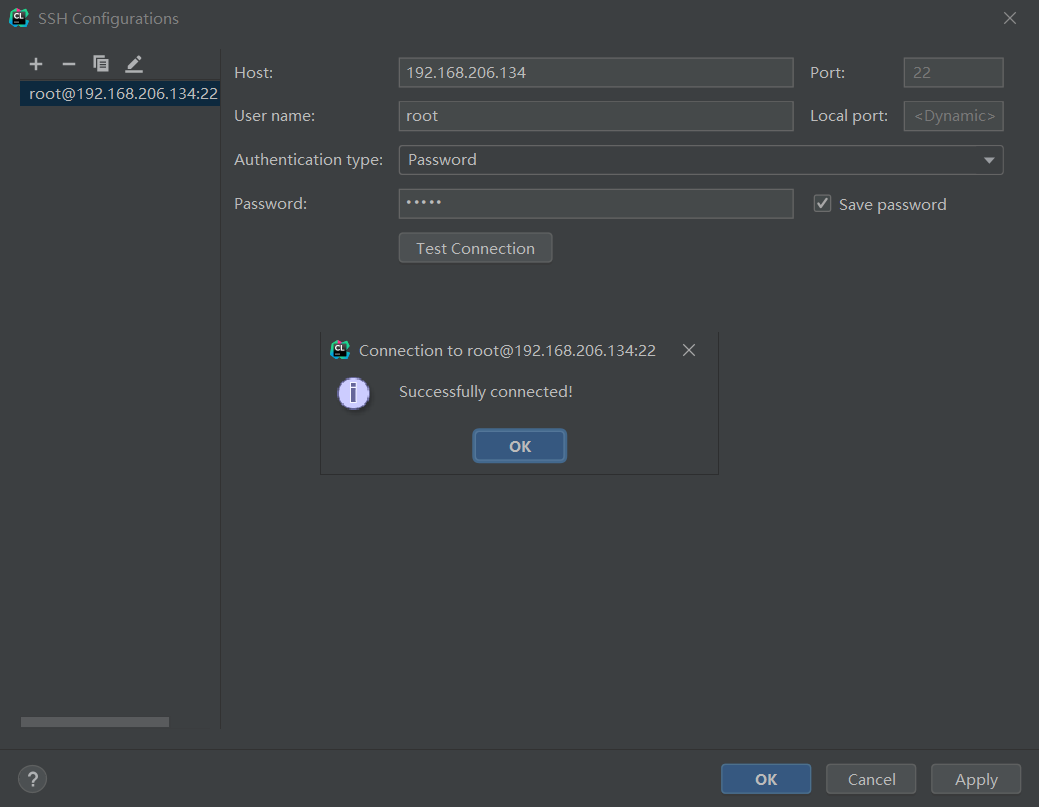 SSH Configurations
root@192.168.206.134:22
Host: 192.168.206.134 Port: 22
User name: root Local port: <Dynamic>
Authentication type: Password
Password: ••••• Save password
Test Connection
CL Connection to root@192.168.206.134:22
Successfully connected!
OK
? OK Cancel Apply